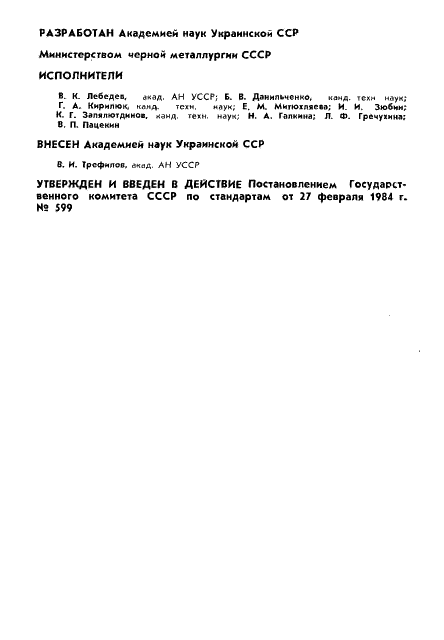 РАЗРАБОТАН Академией наук Украинской ССР
Министерством черной металлургии СССР
ИСПОЛНИТЕЛИ
В. К. Лебедев, акад. АН УССР; Б. В. Данильченко, канд. техн. наук;
Г. А. Кирилюк, канд. техн. наук; Е. М. Митюхляева; И. И. Зюбин;
К. Г. Запялютдинов, канд. техн. наук; Н. А. Галкина; Л. Ф. Гречухина;
В. П. Пацекин
ВНЕСЕН Академией наук Украинской ССР
В. И. Трефилов, акад. АН УССР
УТВЕРЖДЕН И ВВЕДЕН В ДЕЙСТВИЕ Постановлением Государст-
венного комитета СССР по стандартам от 27 февраля 1984 г.
№ 599